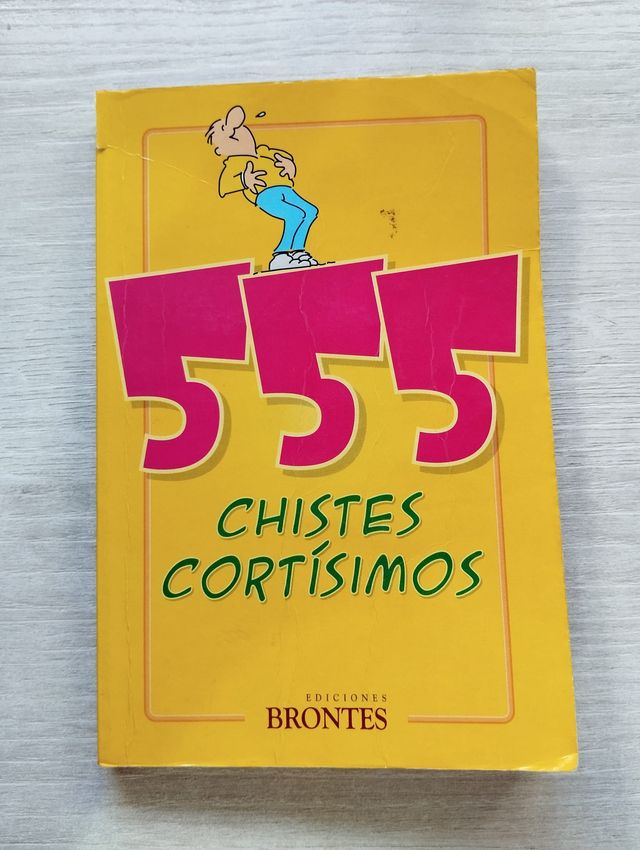 555
CHISTES
CORTÍSIMOS
EDICIONES
BRONTES